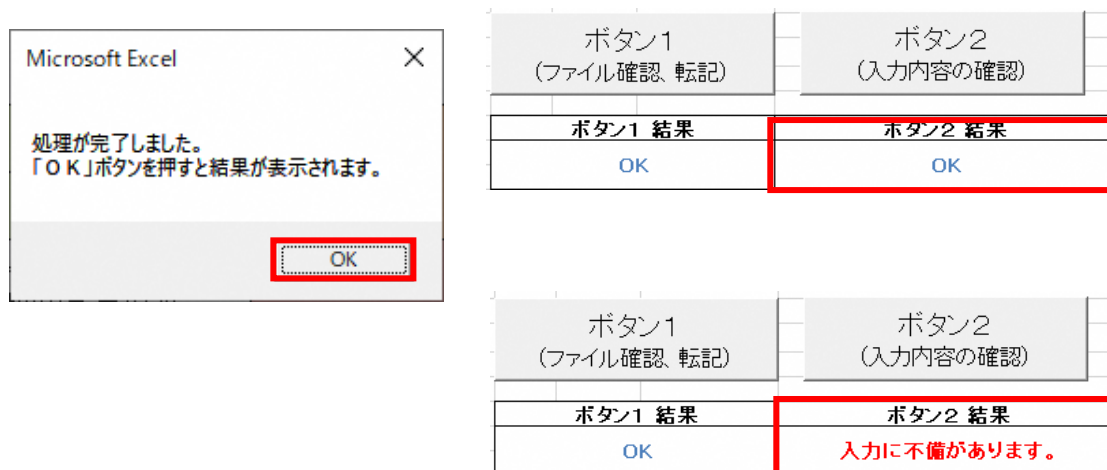 Microsoft Excel
処理が完了しました。
「ＯＫ」ボタンを押すと結果が表示されます。
OK
ボタン1
(ファイル確認、転記)
ボタン2
(入力内容の確認)
ボタン1 結果
ボタン2 結果
OK
OK
ボタン1
(ファイル確認、転記)
ボタン2
(入力内容の確認)
ボタン1 結果
ボタン2 結果
OK
入力に不備があります。